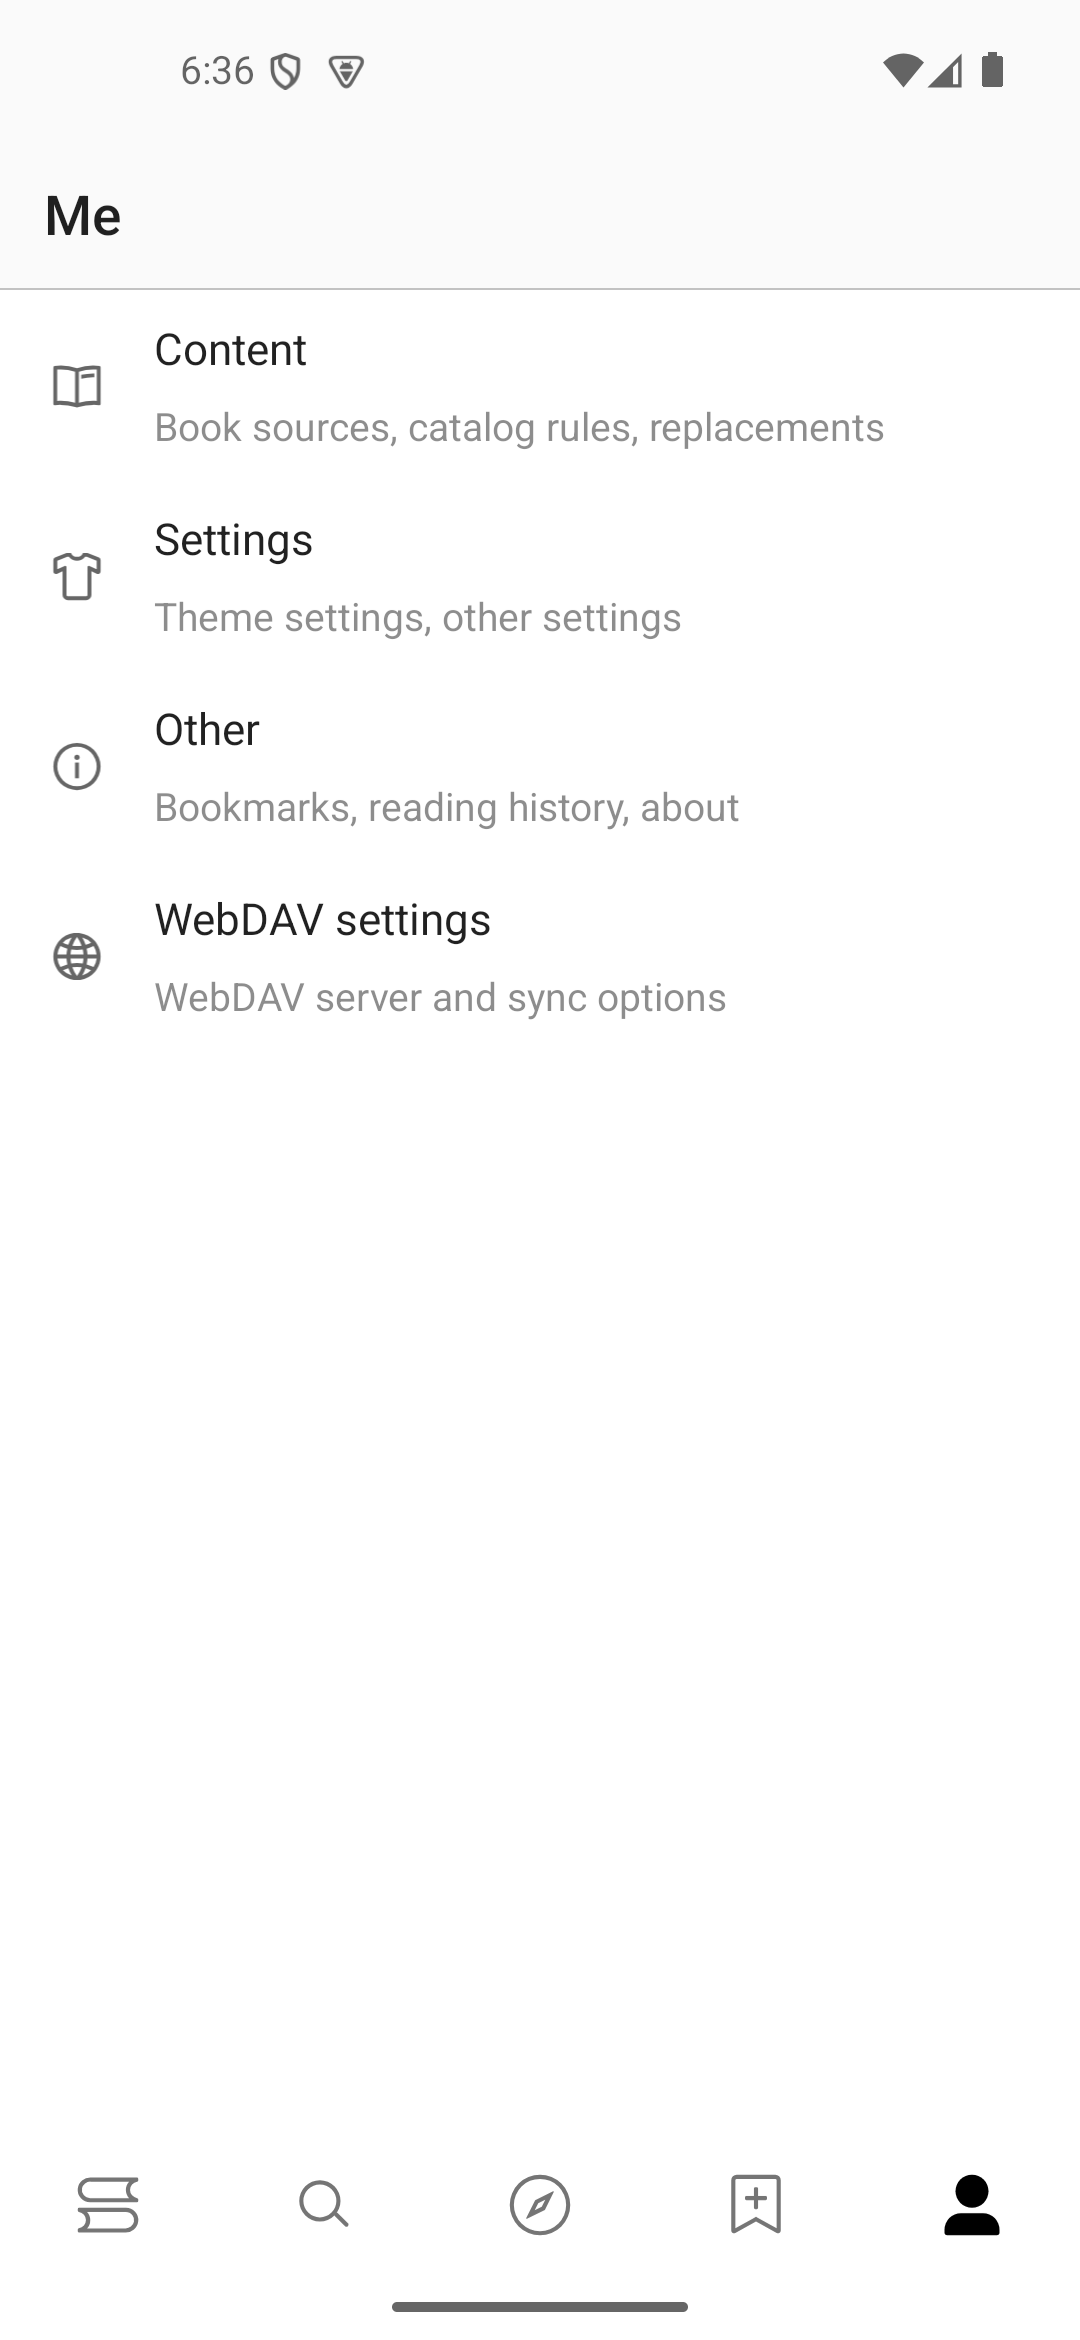 6:36
Me
Content
Book sources, catalog rules, replacements
Settings
Theme settings, other settings
Other
Bookmarks, reading history, about
WebDAV settings
WebDAV server and sync options